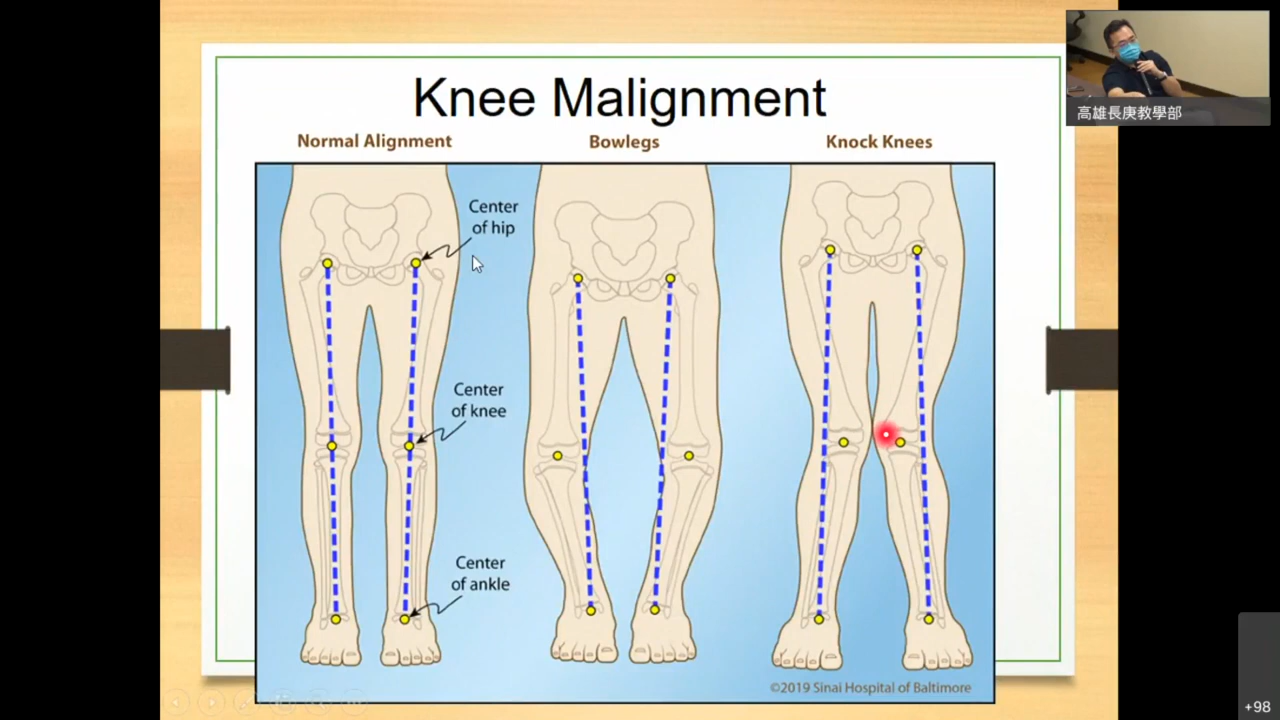 Knee Malignment
Normal Alignment
Bowlegs
Knock Knees
Center
of hip
Center
of knee
Center
of ankle
©2019 Sinai Hospital of Baltimore
高雄長庚教學部
+98